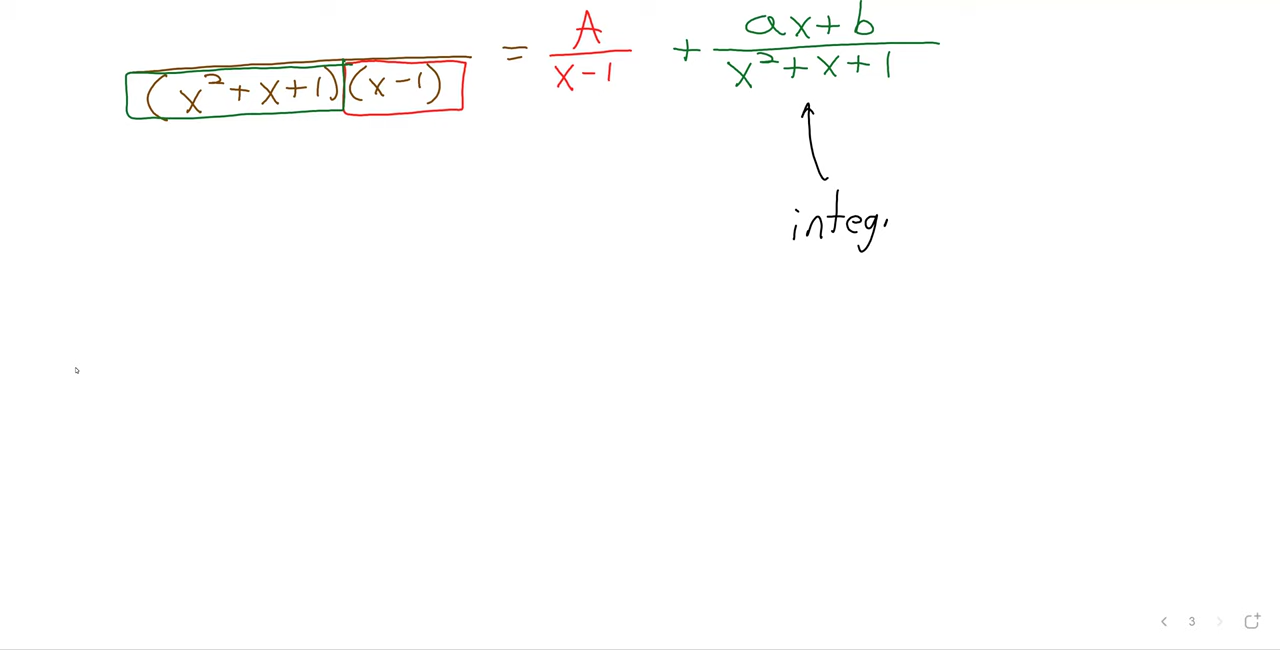 A ax+b
(x²+x+1)(x-1) = x-1 + x²+x+1
integ.
3